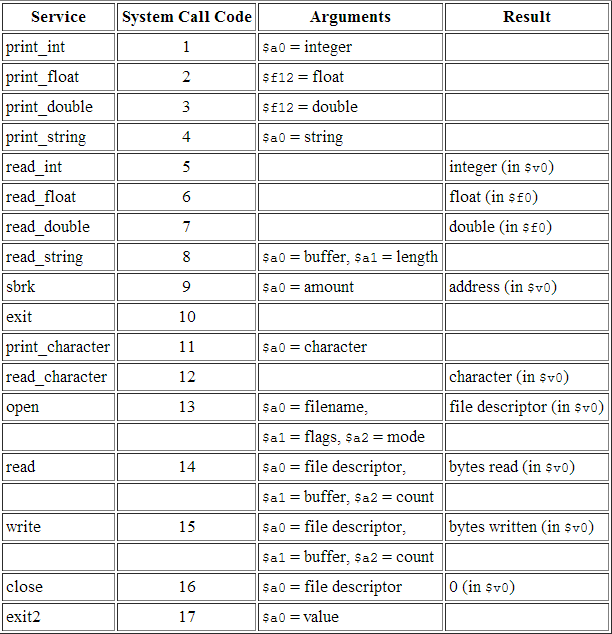 Service System Call Code Arguments Result
print_int 1 $a0 = integer
print_float 2 $f12 = float
print_double 3 $f12 = double
print_string 4 $a0 = string
read_int 5 integer (in $v0)
read_float 6 float (in $f0)
read_double 7 double (in $f0)
read_string 8 $a0 = buffer, $a1 = length
sbrk 9 $a0 = amount address (in $v0)
exit 10
print_character 11 $a0 = character
read_character 12 character (in $v0)
open 13 $a0 = filename, file descriptor (in $v0)
$a1 = flags, $a2 = mode
read 14 $a0 = file descriptor, bytes read (in $v0)
$a1 = buffer, $a2 = count
write 15 $a0 = file descriptor, bytes written (in $v0)
$a1 = buffer, $a2 = count
close 16 $a0 = file descriptor 0 (in $v0)
exit2 17 $a0 = value